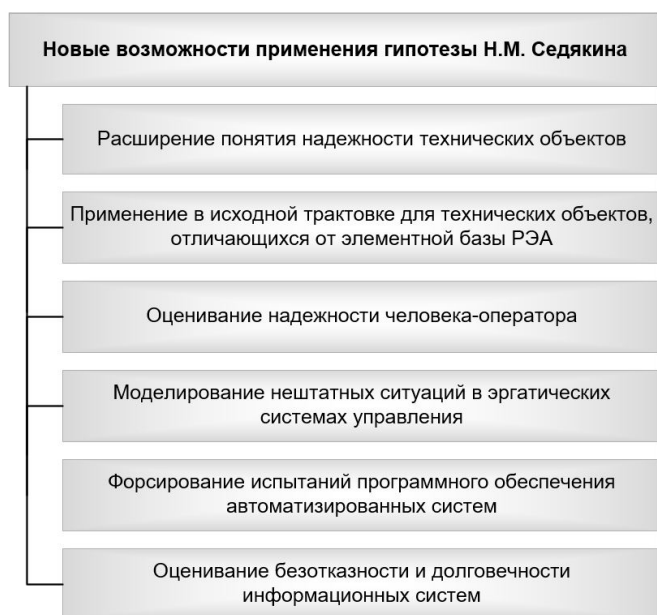 Новые возможности применения гипотезы Н.М. Седякина
Расширение понятия надежности технических объектов
Применение в исходной трактовке для технических объектов,
отличающихся от элементной базы РЭА
Оценивание надежности человека-оператора
Моделирование нештатных ситуаций в эргатических
системах управления
Форсирование испытаний программного обеспечения
автоматизированных систем
Оценивание безотказности и долговечности
информационных систем